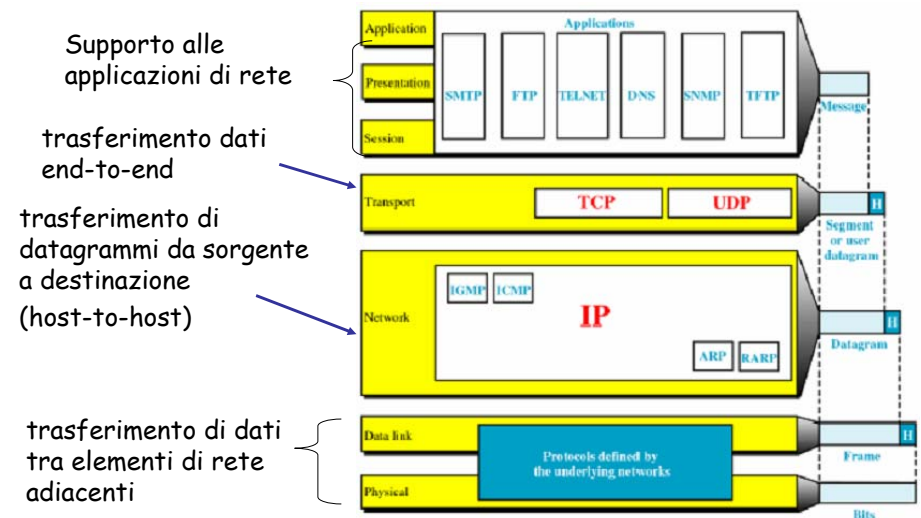 Supporto alle
applicazioni di rete
trasferimento dati
end-to-end
trasferimento di
datagrammi da sorgente
a destinazione
(host-to-host)
trasferimento di dati
tra elementi di rete
adiacenti
Application
Presentation
Session
Applications
SMTP
FTP
TELNET
DNS
SNMP
TFTP
Message
Transport
TCP
UDP
H
Segment
or user
datagram
Network
IGMP
ICMP
IP
ARP
RARP
H
Datagram
Data link
H
Frame
Protocols defined by
the underlying networks
Physical
Bits